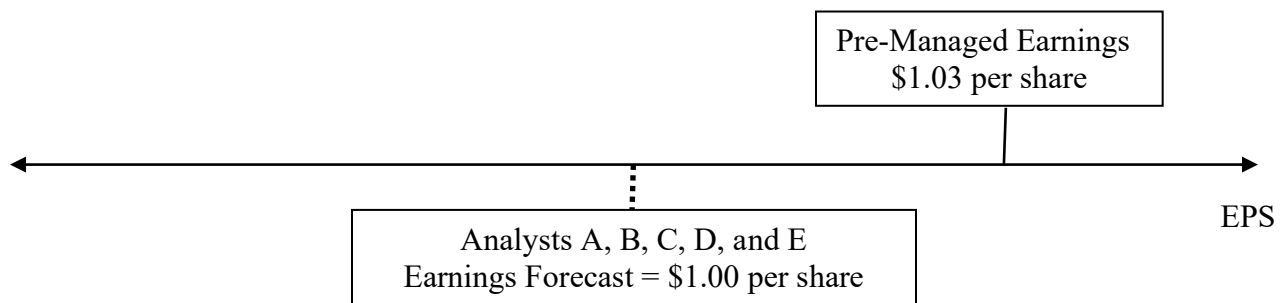 Pre-Managed Earnings
$1.03 per share
EPS
Analysts A, B, C, D, and E
Earnings Forecast = $1.00 per share